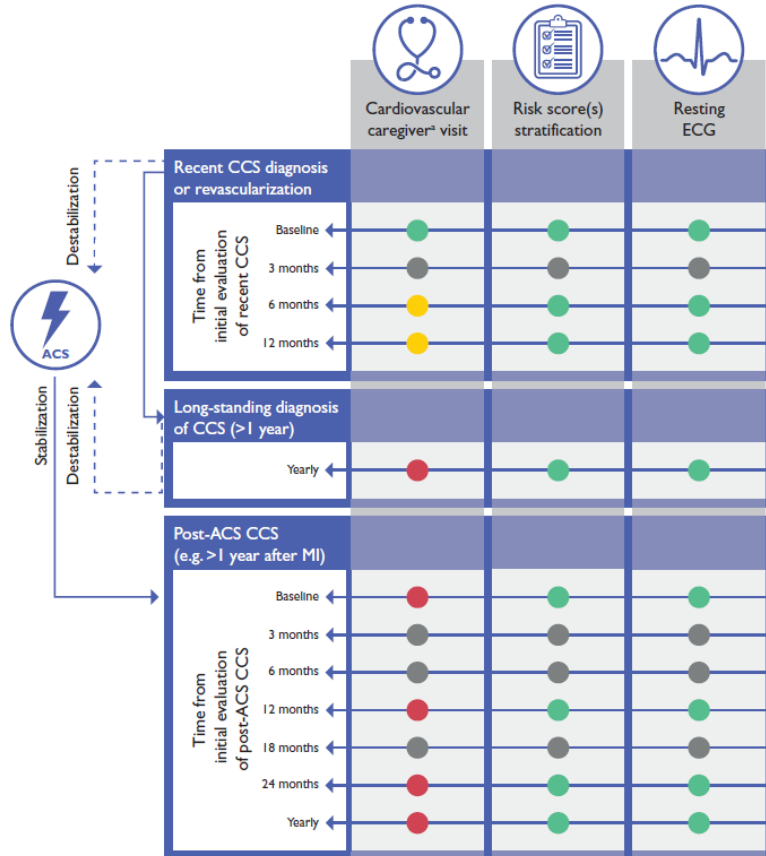 Cardiovascular
caregiverᵃ visit
Risk score(s)
stratification
Resting
ECG
Recent CCS diagnosis
or revascularization
Time from
initial evaluation
of recent CCS
Baseline
3 months
6 months
12 months
Destabilization
ACS
Stabilization
Destabilization
Long-standing diagnosis
of CCS (>1 year)
Yearly
Post-ACS CCS
(e.g. >1 year after MI)
Time from
initial evaluation
of post-ACS CCS
Baseline
3 months
6 months
12 months
18 months
24 months
Yearly